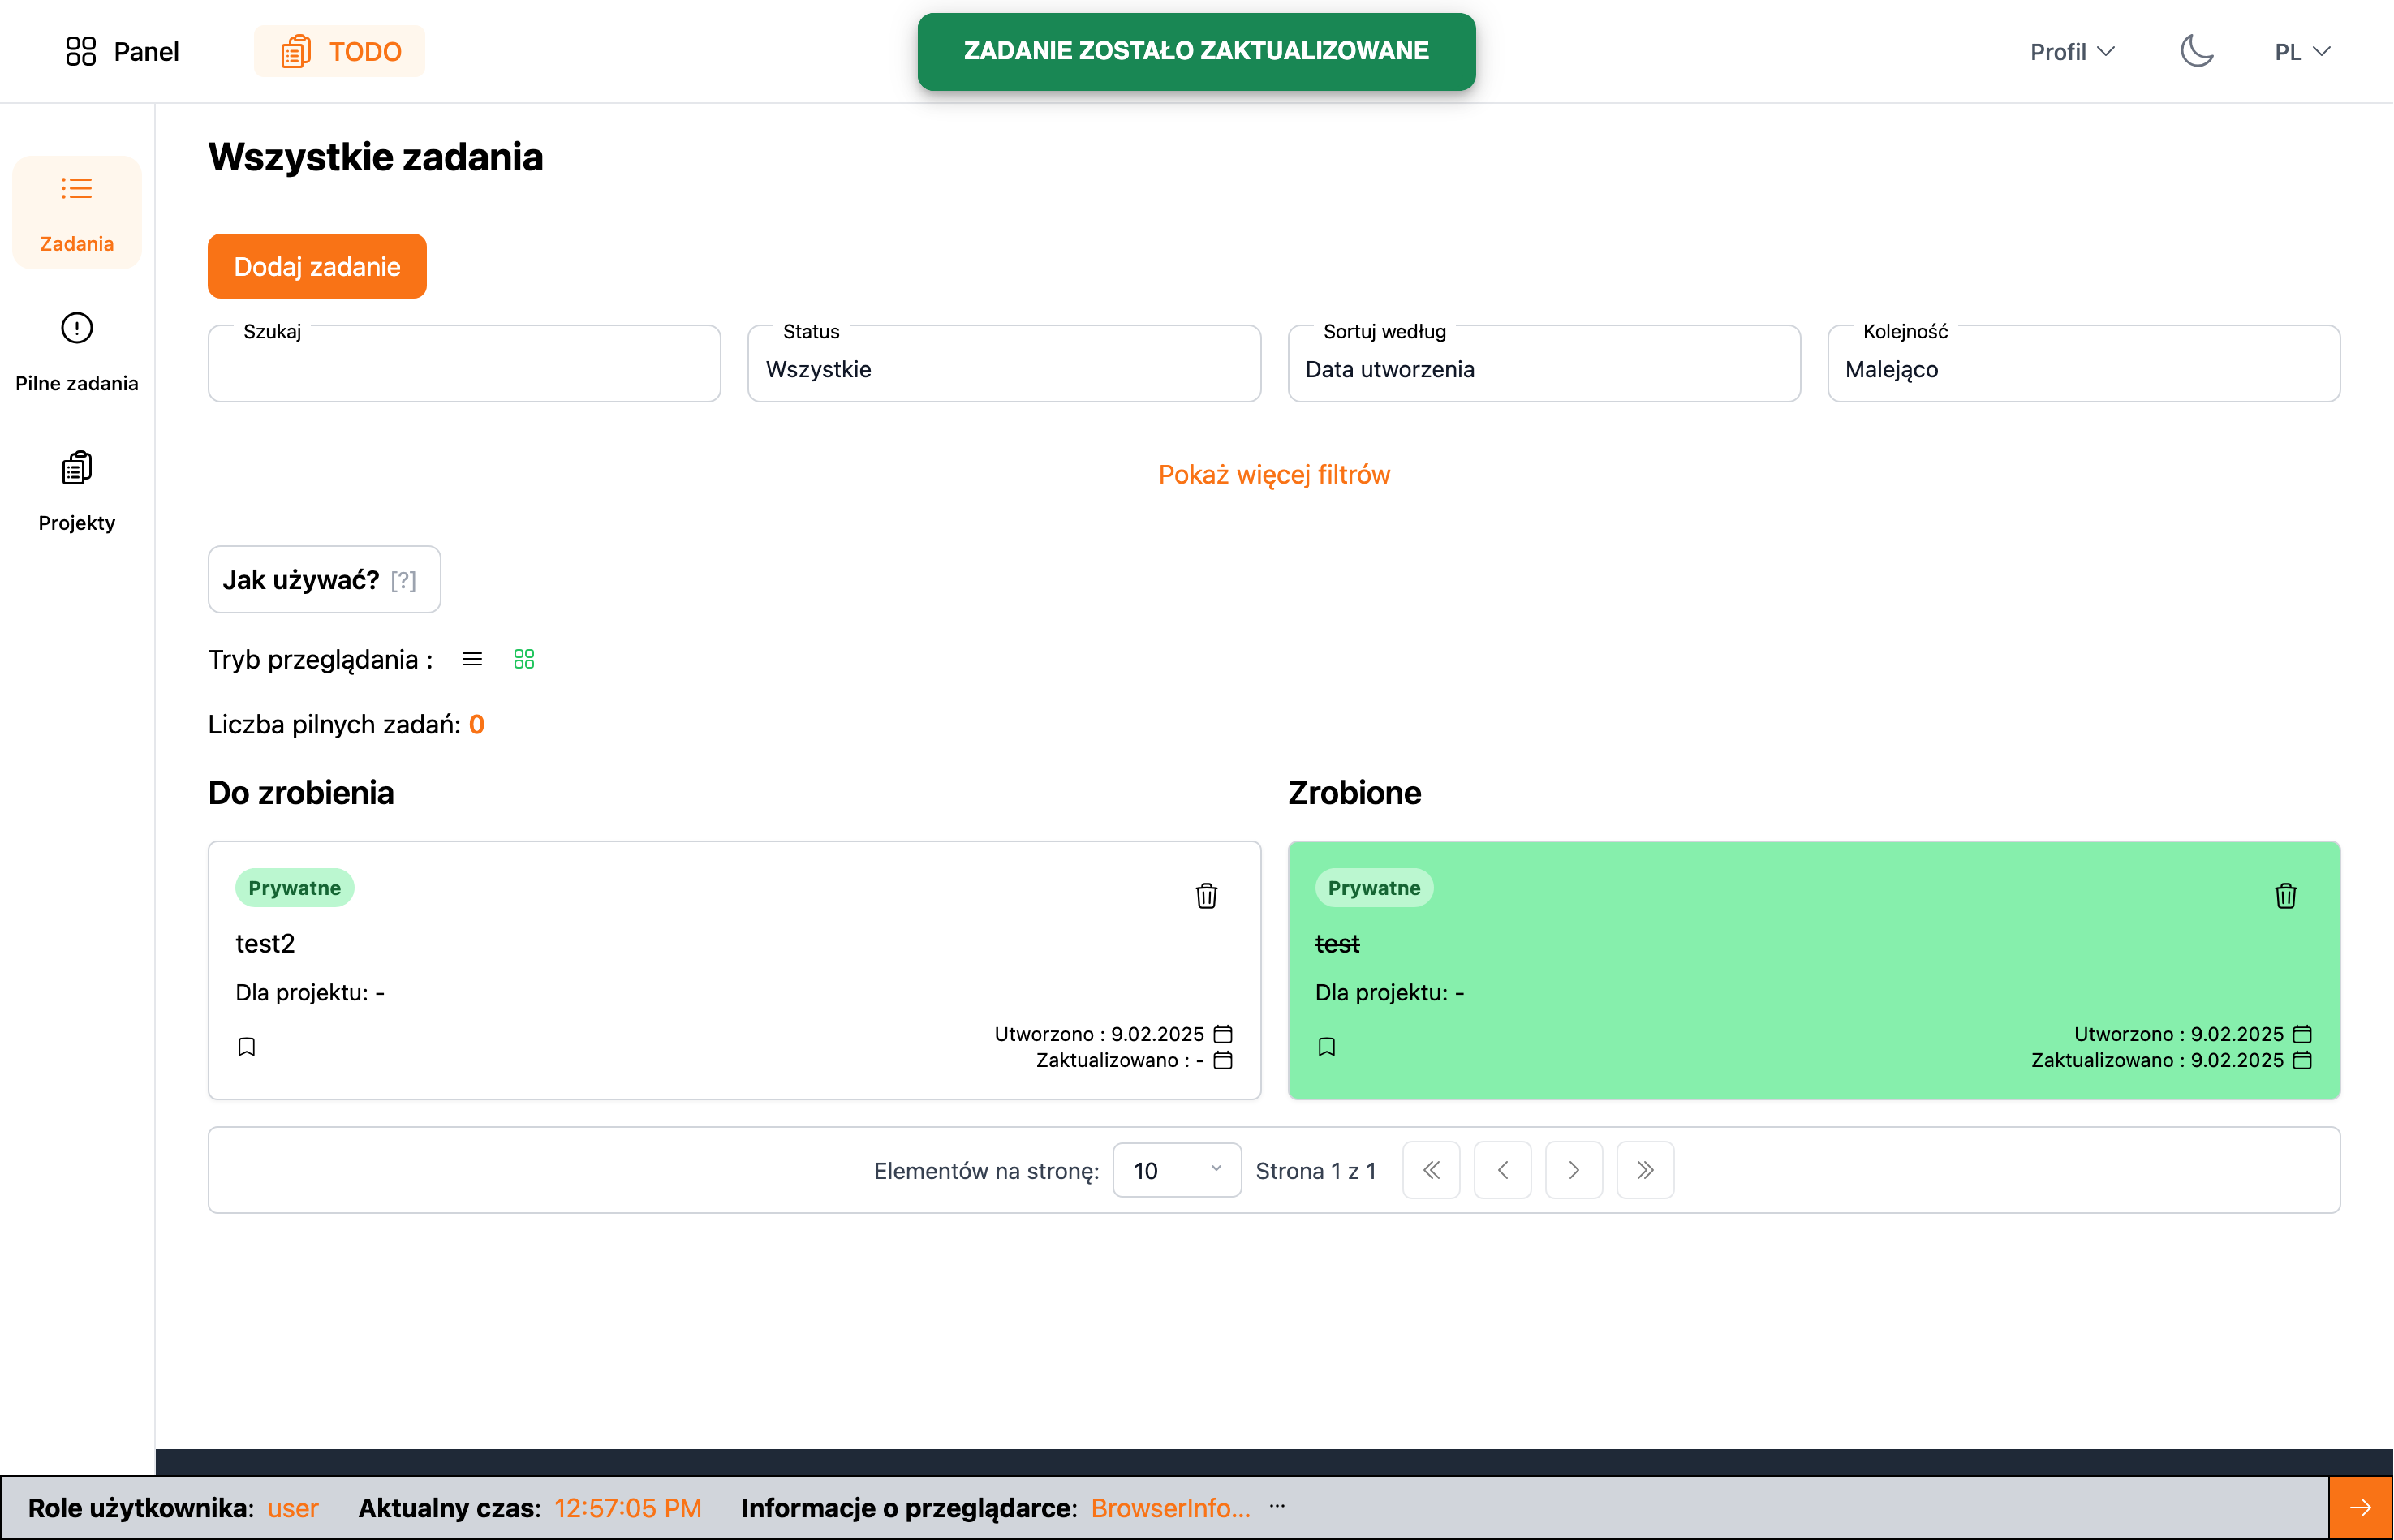 Panel
TODO
ZADANIE ZOSTAŁO ZAKTUALIZOWANE
Profil
PL
Zadania
Pilne zadania
Projekty
Wszystkie zadania
Dodaj zadanie
Szukaj
Status
Wszystkie
Sortuj według
Data utworzenia
Kolejność
Malejąco
Pokaż więcej filtrów
Jak używać? [?]
Tryb przeglądania :
Liczba pilnych zadań: 0
Do zrobienia
Prywatne
test2
Dla projektu: -
Utworzono : 9.02.2025
Zaktualizowano : -
Zrobione
Prywatne
test
Dla projektu: -
Utworzono : 9.02.2025
Zaktualizowano : 9.02.2025
Elementów na stronę: 10 Strona 1 z 1
Role użytkownika: user Aktualny czas: 12:57:05 PM Informacje o przeglądarce: BrowserInfo... ...